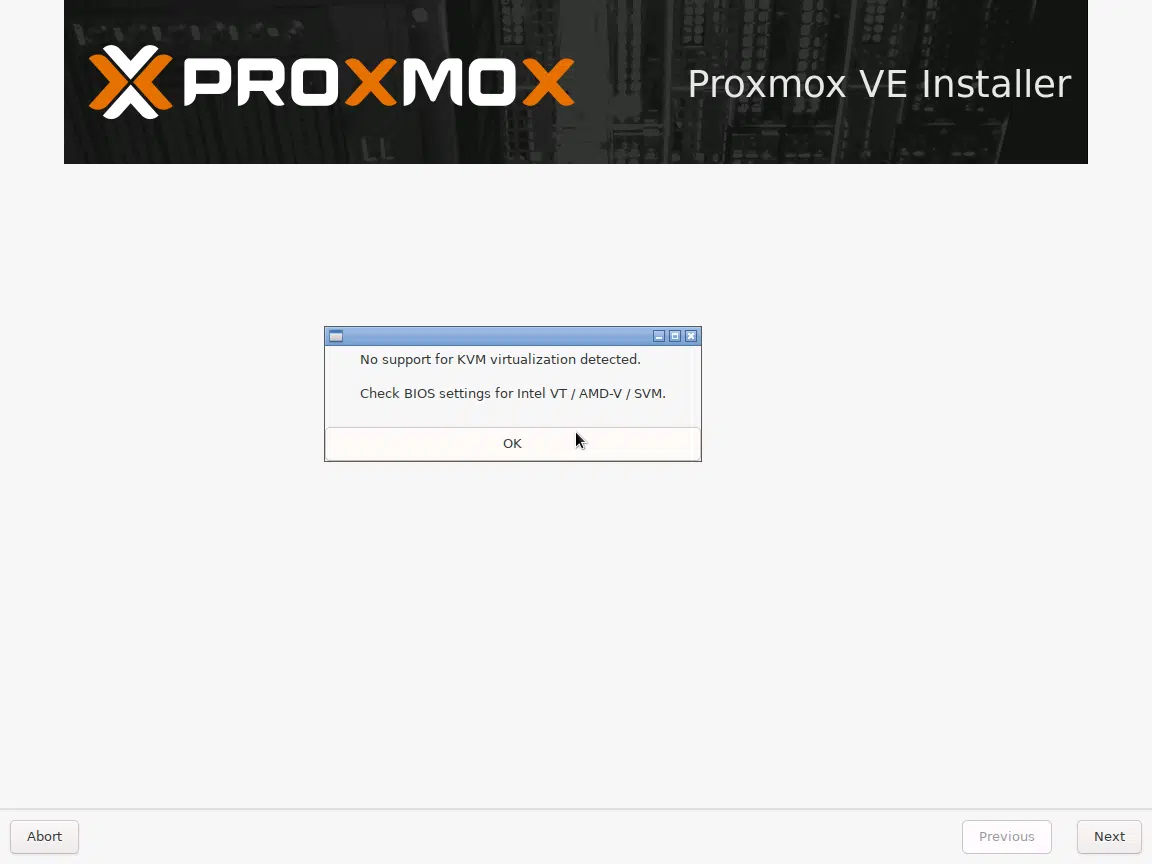 PROXMOX
Proxmox VE Installer
No support for KVM virtualization detected.
Check BIOS settings for Intel VT / AMD-V / SVM.
OK
Abort
Previous
Next